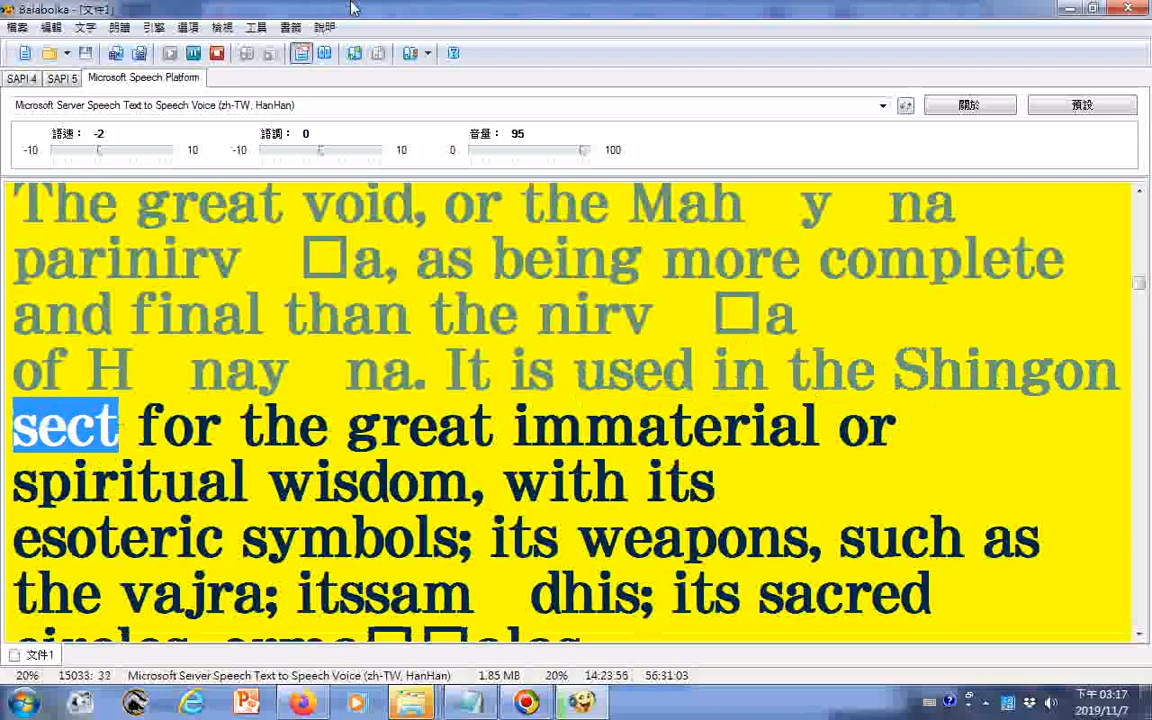 Balabolka - [文件1]
檔案 編輯 文字 朗讀 引擎 選項 檢視 工具 書籤 說明
SAPI 4 SAPI 5 Microsoft Speech Platform
Microsoft Server Speech Text to Speech Voice (zh-TW, HanHan) 關於 預設
語速： -2 語調： 0 音量： 95
-10 10 -10 10 0 100
The great void, or the Mah y na
parinirv □a, as being more complete
and final than the nirv □a
of H nay na. It is used in the Shingon
sect for the great immaterial or
spiritual wisdom, with its
esoteric symbols; its weapons, such as
the vajra; itssam dhis; its sacred
文件1
20% 15033: 33 Microsoft Server Speech Text to Speech Voice (zh-TW, HanHan) 1.85 MB 20% 14:23:56 56:31:03
下午 03:17
2019/11/7